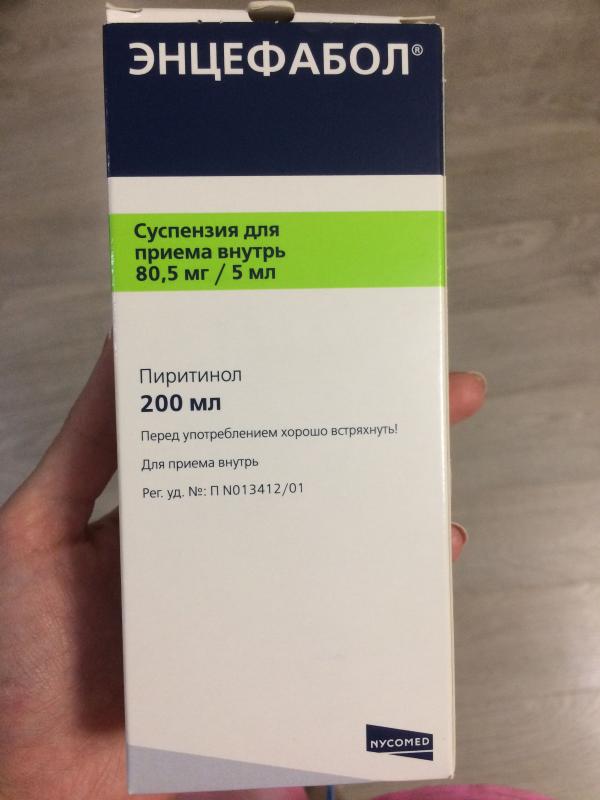 ЭНЦЕФАБОЛ®
Суспензия для
приема внутрь
80,5 мг / 5 мл
Пиритинол
200 мл
Перед употреблением хорошо встряхнуть!
Для приема внутрь
Рег. уд. №: П N013412/01
NYCOMED